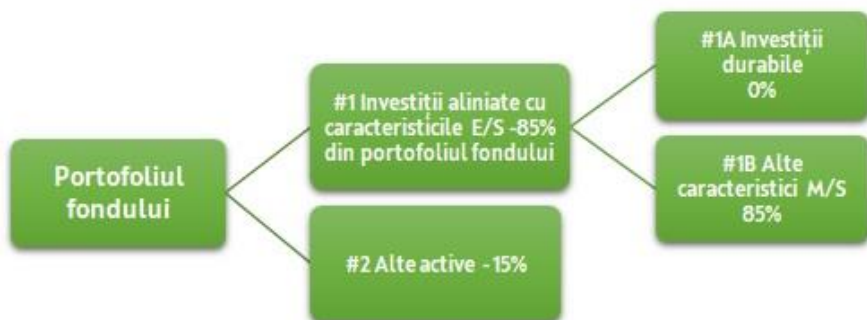 Portofoliul
fondului
#1 Investiții aliniate cu
caracteristicile E/S -85%
din portofoliul fondului
#2 Alte active - 15%
#1A Investiții
durabile
0%
#1B Alte
caracteristici M/S
85%